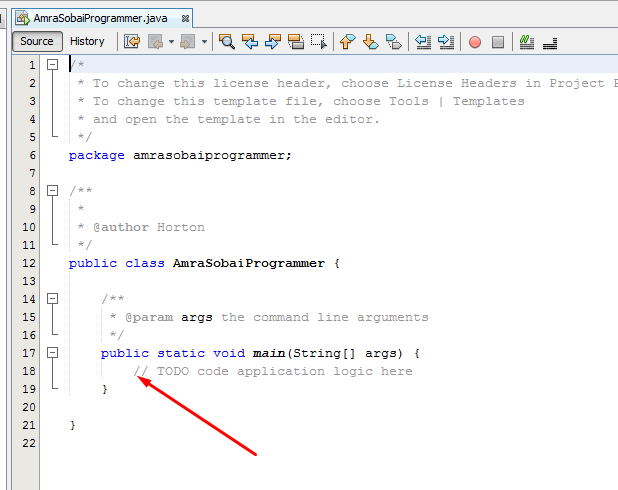 AmraSobaiProgrammer.java
Source History
1 /*
2 * To change this license header, choose License Headers in Project
3 * To change this template file, choose Tools | Templates
4 * and open the template in the editor.
5 */
6 package amrasobaiprogrammer;
7
8 /**
9 *
10 * @author Horton
11 */
12 public class AmraSobaiProgrammer {
13
14 /**
15 * @param args the command line arguments
16 */
17 public static void main(String[] args) {
18 // TODO code application logic here
19 }
20
21 }
22